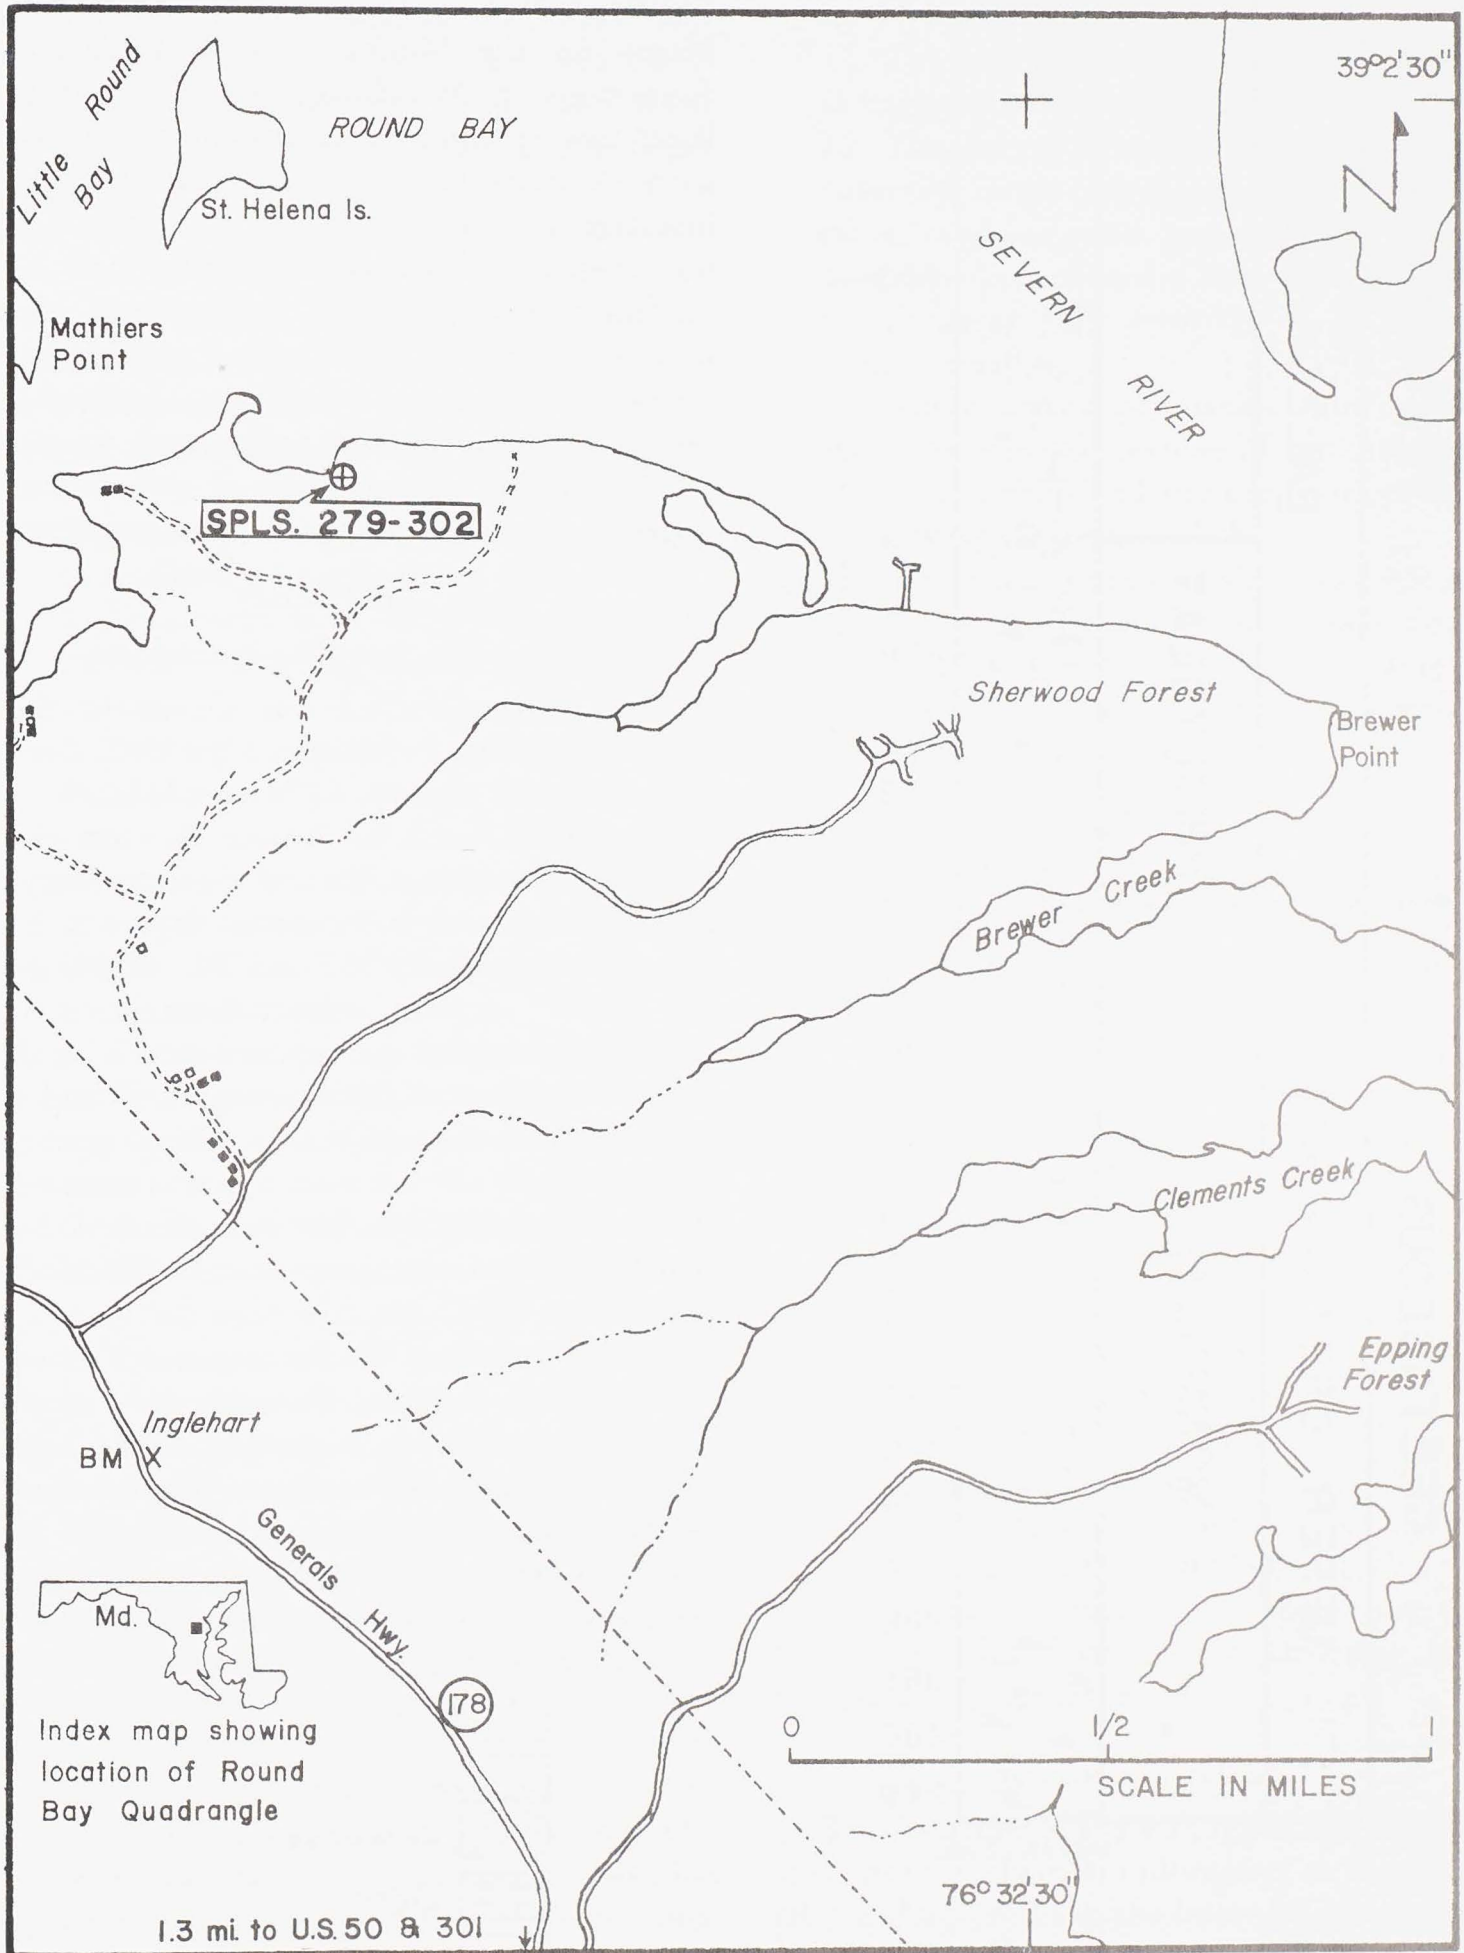 39°2'30"
Little Round
Bay
ROUND BAY
St. Helena Is.
N
SEVERN
RIVER
Mathiers
Point
SPLS. 279-302
Sherwood Forest
Brewer
Point
Brewer Creek
Clements Creek
Epping
Forest
Inglehart
BM X
Generals
Hwy.
178
Md.
Index map showing
location of Round
Bay Quadrangle
0 1/2 1
SCALE IN MILES
76° 32'30"
1.3 mi. to U.S. 50 & 301